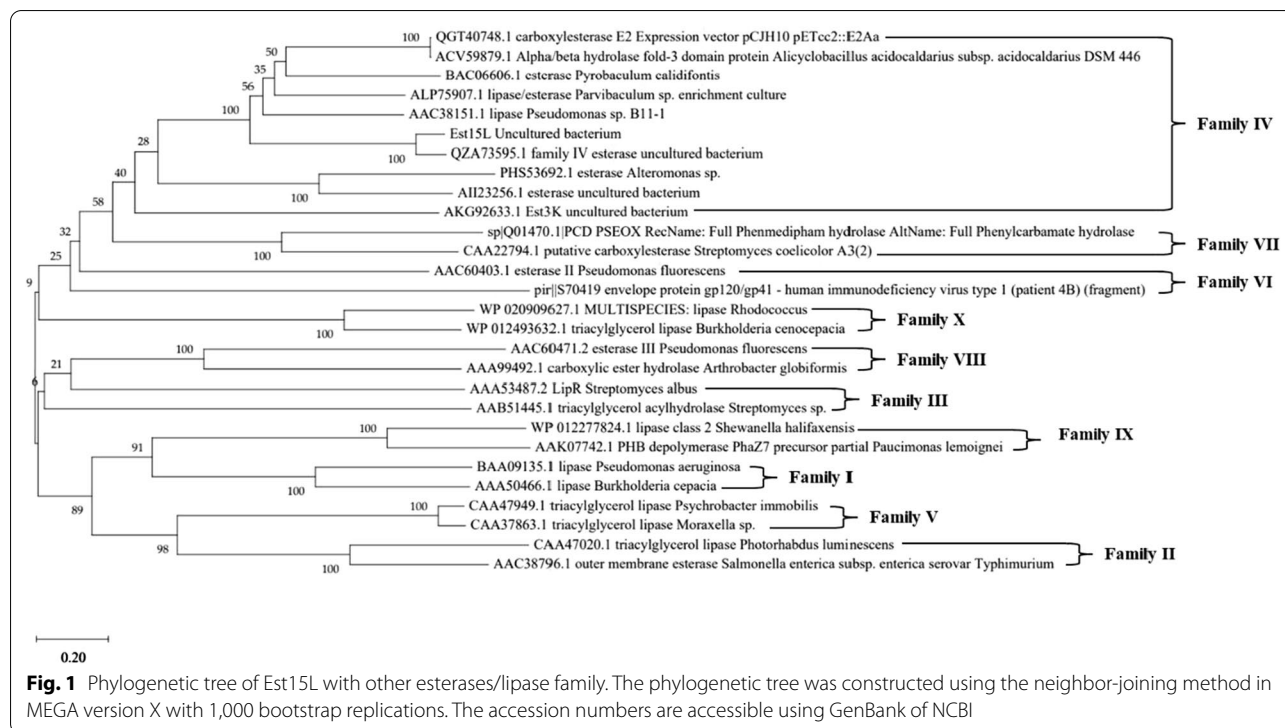 100 QGT40748.1 carboxylesterase E2 Expression vector pCJH10 pETcc2::E2Aa
50 ACV59879.1 Alpha/beta hydrolase fold-3 domain protein Alicyclobacillus acidocaldarius subsp. acidocaldarius DSM 446
35 BAC06606.1 esterase Pyrobaculum calidifontis
56 ALP75907.1 lipase/esterase Parvibaculum sp. enrichment culture
100 AAC38151.1 lipase Pseudomonas sp. B11-1
Family IV
Est15L Uncultured bacterium
28 100 QZA73595.1 family IV esterase uncultured bacterium
PHS53692.1 esterase Alteromonas sp.
40 100 AII23256.1 esterase uncultured bacterium
58 AKG92633.1 Est3K uncultured bacterium
32 sp|Q01470.1|PCD PSEOX RecName: Full Phenmedipham hydrolase AltName: Full Phenylcarbamate hydrolase
Family VII
25 100 CAA22794.1 putative carboxylesterase Streptomyces coelicolor A3(2)
9 AAC60403.1 esterase II Pseudomonas fluorescens
Family VI
pir||S70419 envelope protein gp120/gp41 - human immunodeficiency virus type 1 (patient 4B) (fragment)
WP 020909627.1 MULTISPECIES: lipase Rhodococcus
Family X
100 WP 012493632.1 triacylglycerol lipase Burkholderia cenocepacia
100 AAC60471.2 esterase III Pseudomonas fluorescens
Family VIII
21 AAA99492.1 carboxylic ester hydrolase Arthrobacter globiformis
6 AAA53487.2 LipR Streptomyces albus
Family III
AAB51445.1 triacylglycerol acylhydrolase Streptomyces sp.
100 WP 012277824.1 lipase class 2 Shewanella halifaxensis
Family IX
91 AAK07742.1 PHB depolymerase PhaZ7 precursor partial Paucimonas lemoignei
BAA09135.1 lipase Pseudomonas aeruginosa
Family I
100 AAA50466.1 lipase Burkholderia cepacia
89 100 CAA47949.1 triacylglycerol lipase Psychrobacter immobilis
Family V
CAA37863.1 triacylglycerol lipase Moraxella sp.
98 CAA47020.1 triacylglycerol lipase Photorhabdus luminescens
Family II
100 AAC38796.1 outer membrane esterase Salmonella enterica subsp. enterica serovar Typhimurium
0.20
Fig. 1 Phylogenetic tree of Est15L with other esterases/lipase family. The phylogenetic tree was constructed using the neighbor-joining method in
MEGA version X with 1,000 bootstrap replications. The accession numbers are accessible using GenBank of NCBI